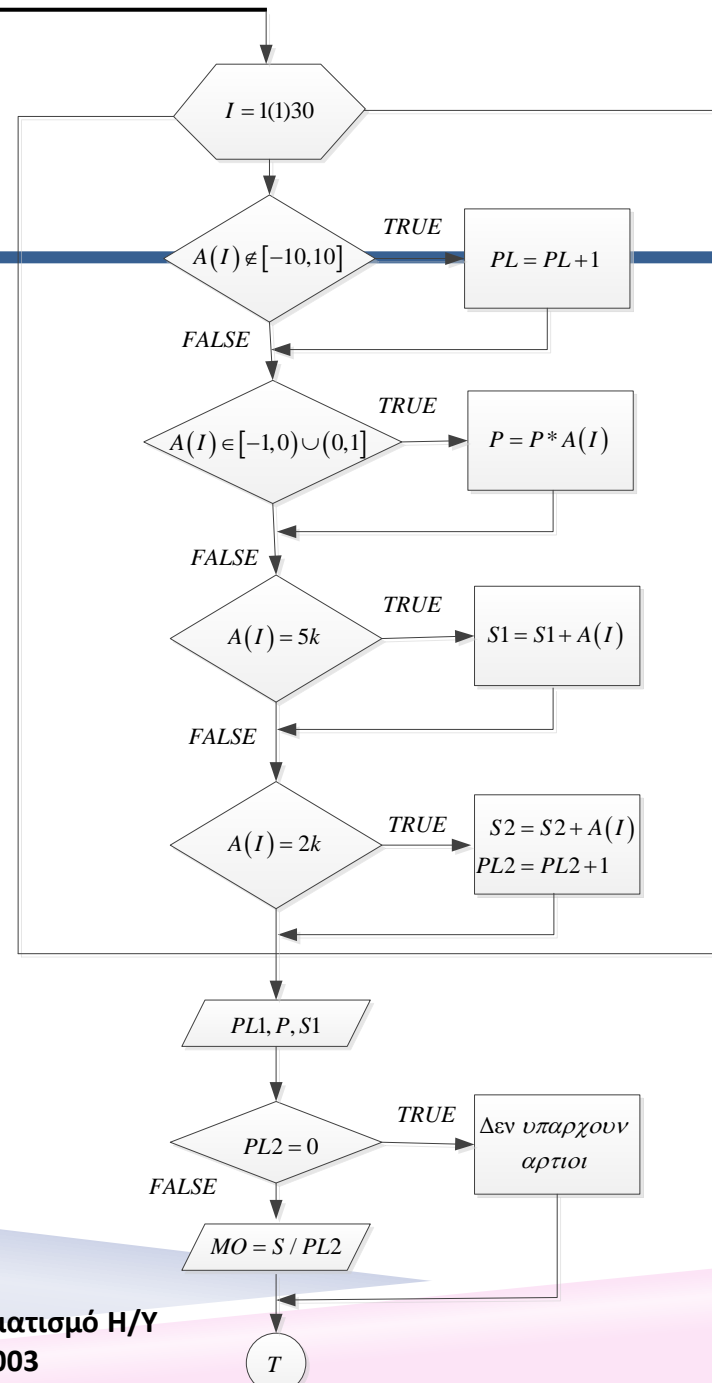 I = 1(1)30
TRUE
A(I)∉[−10,10]
PL = PL+1
FALSE
TRUE
A(I)∈[−1,0)∪(0,1]
P = P* A(I)
FALSE
TRUE
A(I) = 5k
S1 = S1+ A(I)
FALSE
TRUE
A(I) = 2k
S2 = S2+ A(I)
PL2 = PL2+1
PL1, P, S1
TRUE
PL2 = 0
Δεν υπαρχουν
αρτιοι
FALSE
MO = S / PL2
ιατισμό Η/Υ
003
T